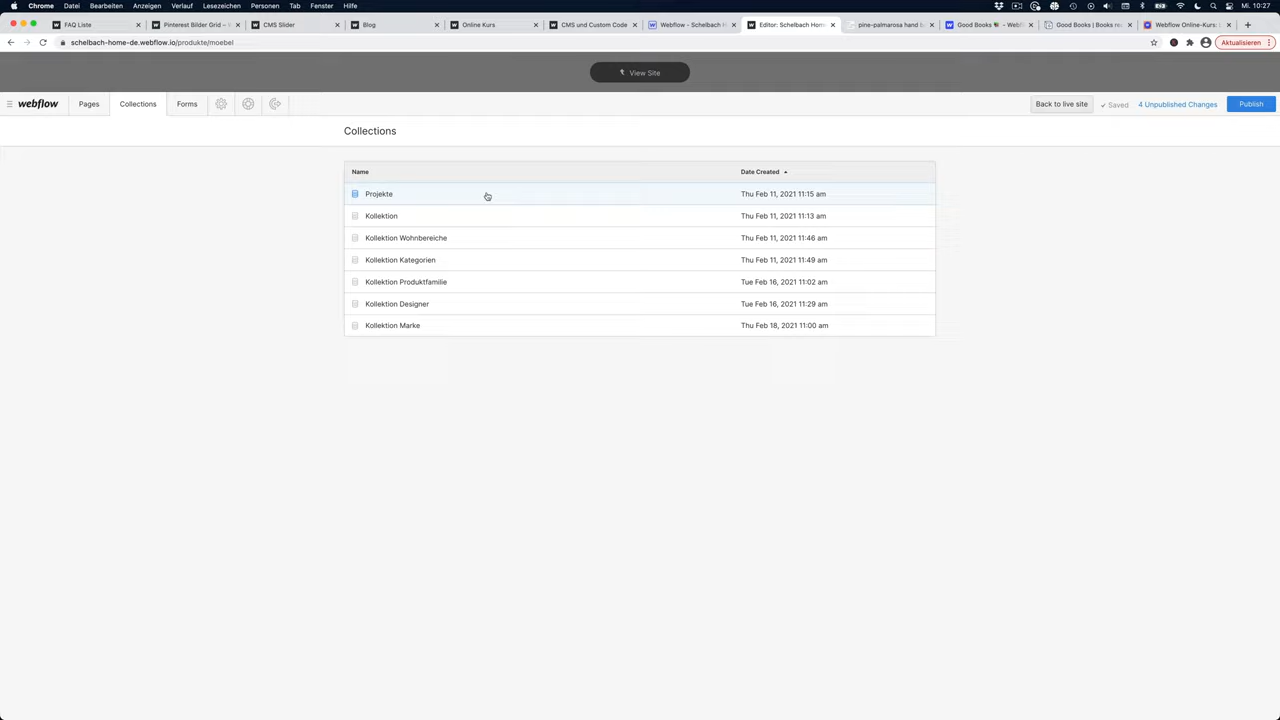 Chrome Datei Bearbeiten Anzeigen Verlauf Lesezeichen Personen Tab Fenster Hilfe Mi. 10:27
FAQ Liste Pinterest Bilder Grid – CMS Slider Blog Online Kurs CMS und Custom Code Webflow - Schelbach H Editor: Schelbach Hom pine-palmarosa hand b Good Books Good Books | Books re Webflow Online-Kurs:
schelbach-home-de.webflow.io/produkte/moebel Aktualisieren
View Site
webflow Pages Collections Forms Back to live site ✓ Saved 4 Unpublished Changes Publish
Collections
Name Date Created
Projekte Thu Feb 11, 2021 11:15 am
Kollektion Thu Feb 11, 2021 11:13 am
Kollektion Wohnbereiche Thu Feb 11, 2021 11:46 am
Kollektion Kategorien Thu Feb 11, 2021 11:49 am
Kollektion Produktfamilie Tue Feb 16, 2021 11:02 am
Kollektion Designer Tue Feb 16, 2021 11:29 am
Kollektion Marke Thu Feb 18, 2021 11:00 am